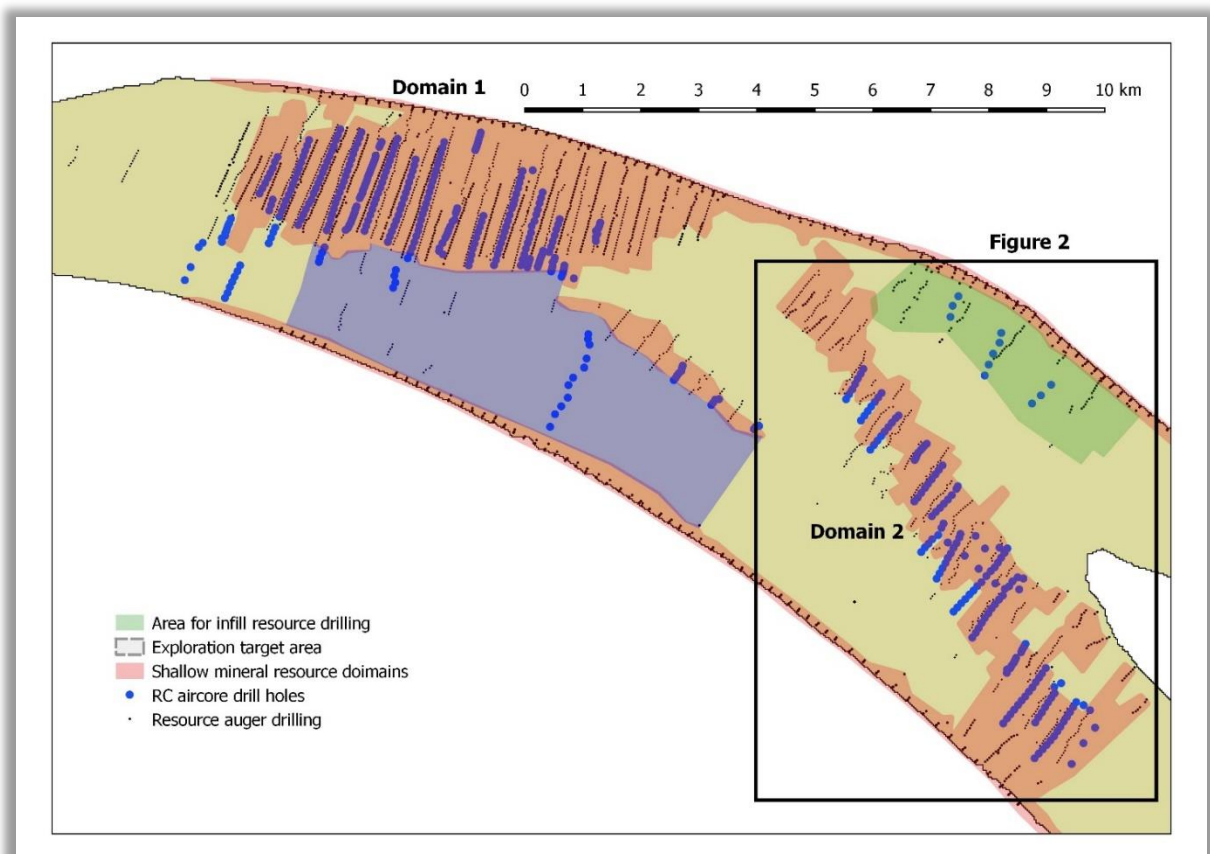 Domain 1
0 1 2 3 4 5 6 7 8 9 10 km
Figure 2
Domain 2
Area for infill resource drilling
Exploration target area
Shallow mineral resource doimains
RC aircore drill holes
Resource auger drilling